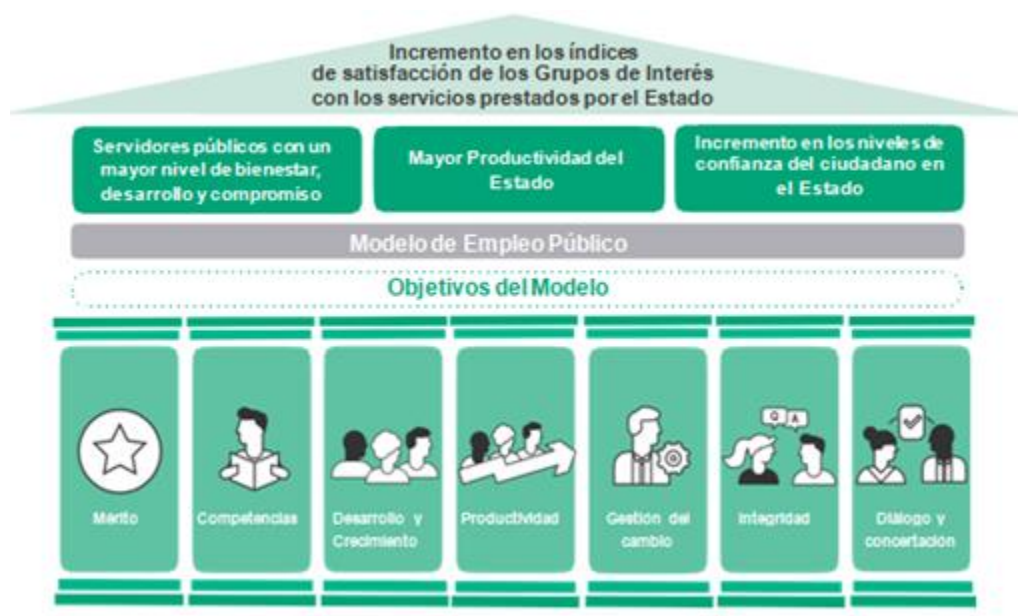 Incremento en los índices
de satisfacción de los Grupos de Interés
con los servicios prestados por el Estado
Servidores públicos con un
mayor nivel de bienestar,
desarrollo y compromiso
Mayor Productividad del
Estado
Incremento en los niveles de
confianza del ciudadano en
el Estado
Modelo de Empleo Público
Objetivos del Modelo
Mérito
Competencias
Desarrollo y
Crecimiento
Productividad
Gestión del
cambio
Q A
Integridad
Diálogo y
concertación